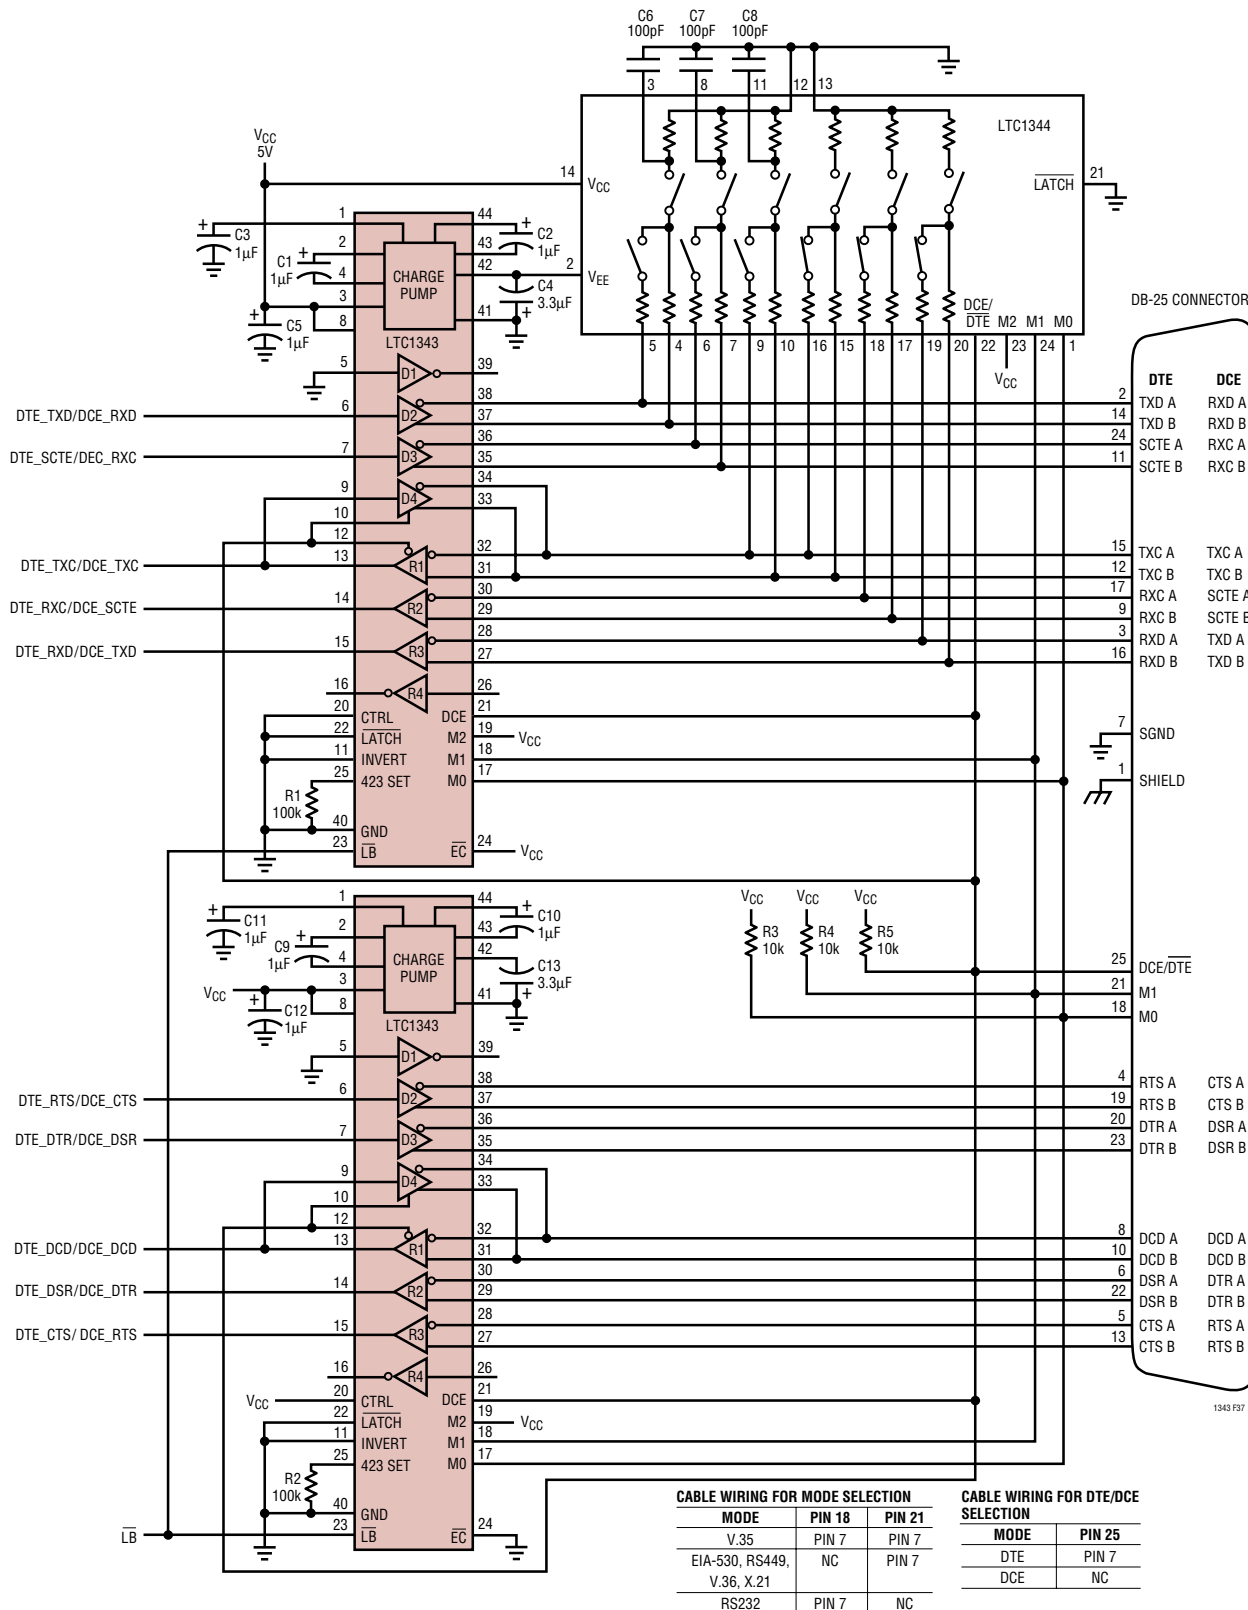 C6 C7 C8
100pF 100pF 100pF
3 8 11 12 13
LTC1344
VCC
5V
14 VCC
LATCH 21
1 44
C3 1µF + C2 1µF +
2 43
C1 1µF +
4 42
2 VEE
CHARGE PUMP
C4 3.3µF +
3 41
8
C5 1µF +
LTC1343
DCE/DTE M2 M1 M0
5 4 6 7 9 10 16 15 18 17 19 20 22 23 24 1
VCC
DB-25 CONNECTOR
DTE DCE
5 D1 39
DTE_TXD/DCE_RXD 6 D2 38 2 TXD A RXD A
37 14 TXD B RXD B
DTE_SCTE/DEC_RXC 7 D3 36 24 SCTE A RXC A
35 11 SCTE B RXC B
9 D4 34
10 33
12
DTE_TXC/DCE_TXC 13 R1 32 15 TXC A TXC A
31 12 TXC B TXC B
DTE_RXC/DCE_SCTE 14 R2 30 17 RXC A SCTE A
29 9 RXC B SCTE B
DTE_RXD/DCE_TXD 15 R3 28 3 RXD A TXD A
27 16 RXD B TXD B
16 R4 26
20 CTRL DCE 21
22 LATCH M2 19 VCC
11 INVERT M1 18
25 423 SET M0 17
R1
100k
40 GND
23 LB EC 24 VCC
7 SGND
1 SHIELD
1 44
C11 1µF + C10 1µF +
2 43
C9 1µF +
4 42
CHARGE PUMP
C13 3.3µF +
VCC 3 41
8
C12 1µF +
LTC1343
VCC VCC VCC
R3 R4 R5
10k 10k 10k
25 DCE/DTE
21 M1
18 M0
5 D1 39
DTE_RTS/DCE_CTS 6 D2 38 4 RTS A CTS A
37 19 RTS B CTS B
DTE_DTR/DCE_DSR 7 D3 36 20 DTR A DSR A
35 23 DTR B DSR B
9 D4 34
10 33
12
DTE_DCD/DCE_DCD 13 R1 32 8 DCD A DCD A
31 10 DCD B DCD B
DTE_DSR/DCE_DTR 14 R2 30 6 DSR A DTR A
29 22 DSR B DTR B
DTE_CTS/ DCE_RTS 15 R3 28 5 CTS A RTS A
27 13 CTS B RTS B
16 R4 26
VCC 20 CTRL DCE 21
22 LATCH M2 19 VCC
11 INVERT M1 18
25 423 SET M0 17
R2
100k
40 GND
LB 23 LB EC 24
1343 F37
CABLE WIRING FOR MODE SELECTION
MODE PIN 18 PIN 21
V.35 PIN 7 PIN 7
EIA-530, RS449, NC PIN 7
V.36, X.21
RS232 PIN 7 NC
CABLE WIRING FOR DTE/DCE
SELECTION
MODE PIN 25
DTE PIN 7
DCE NC